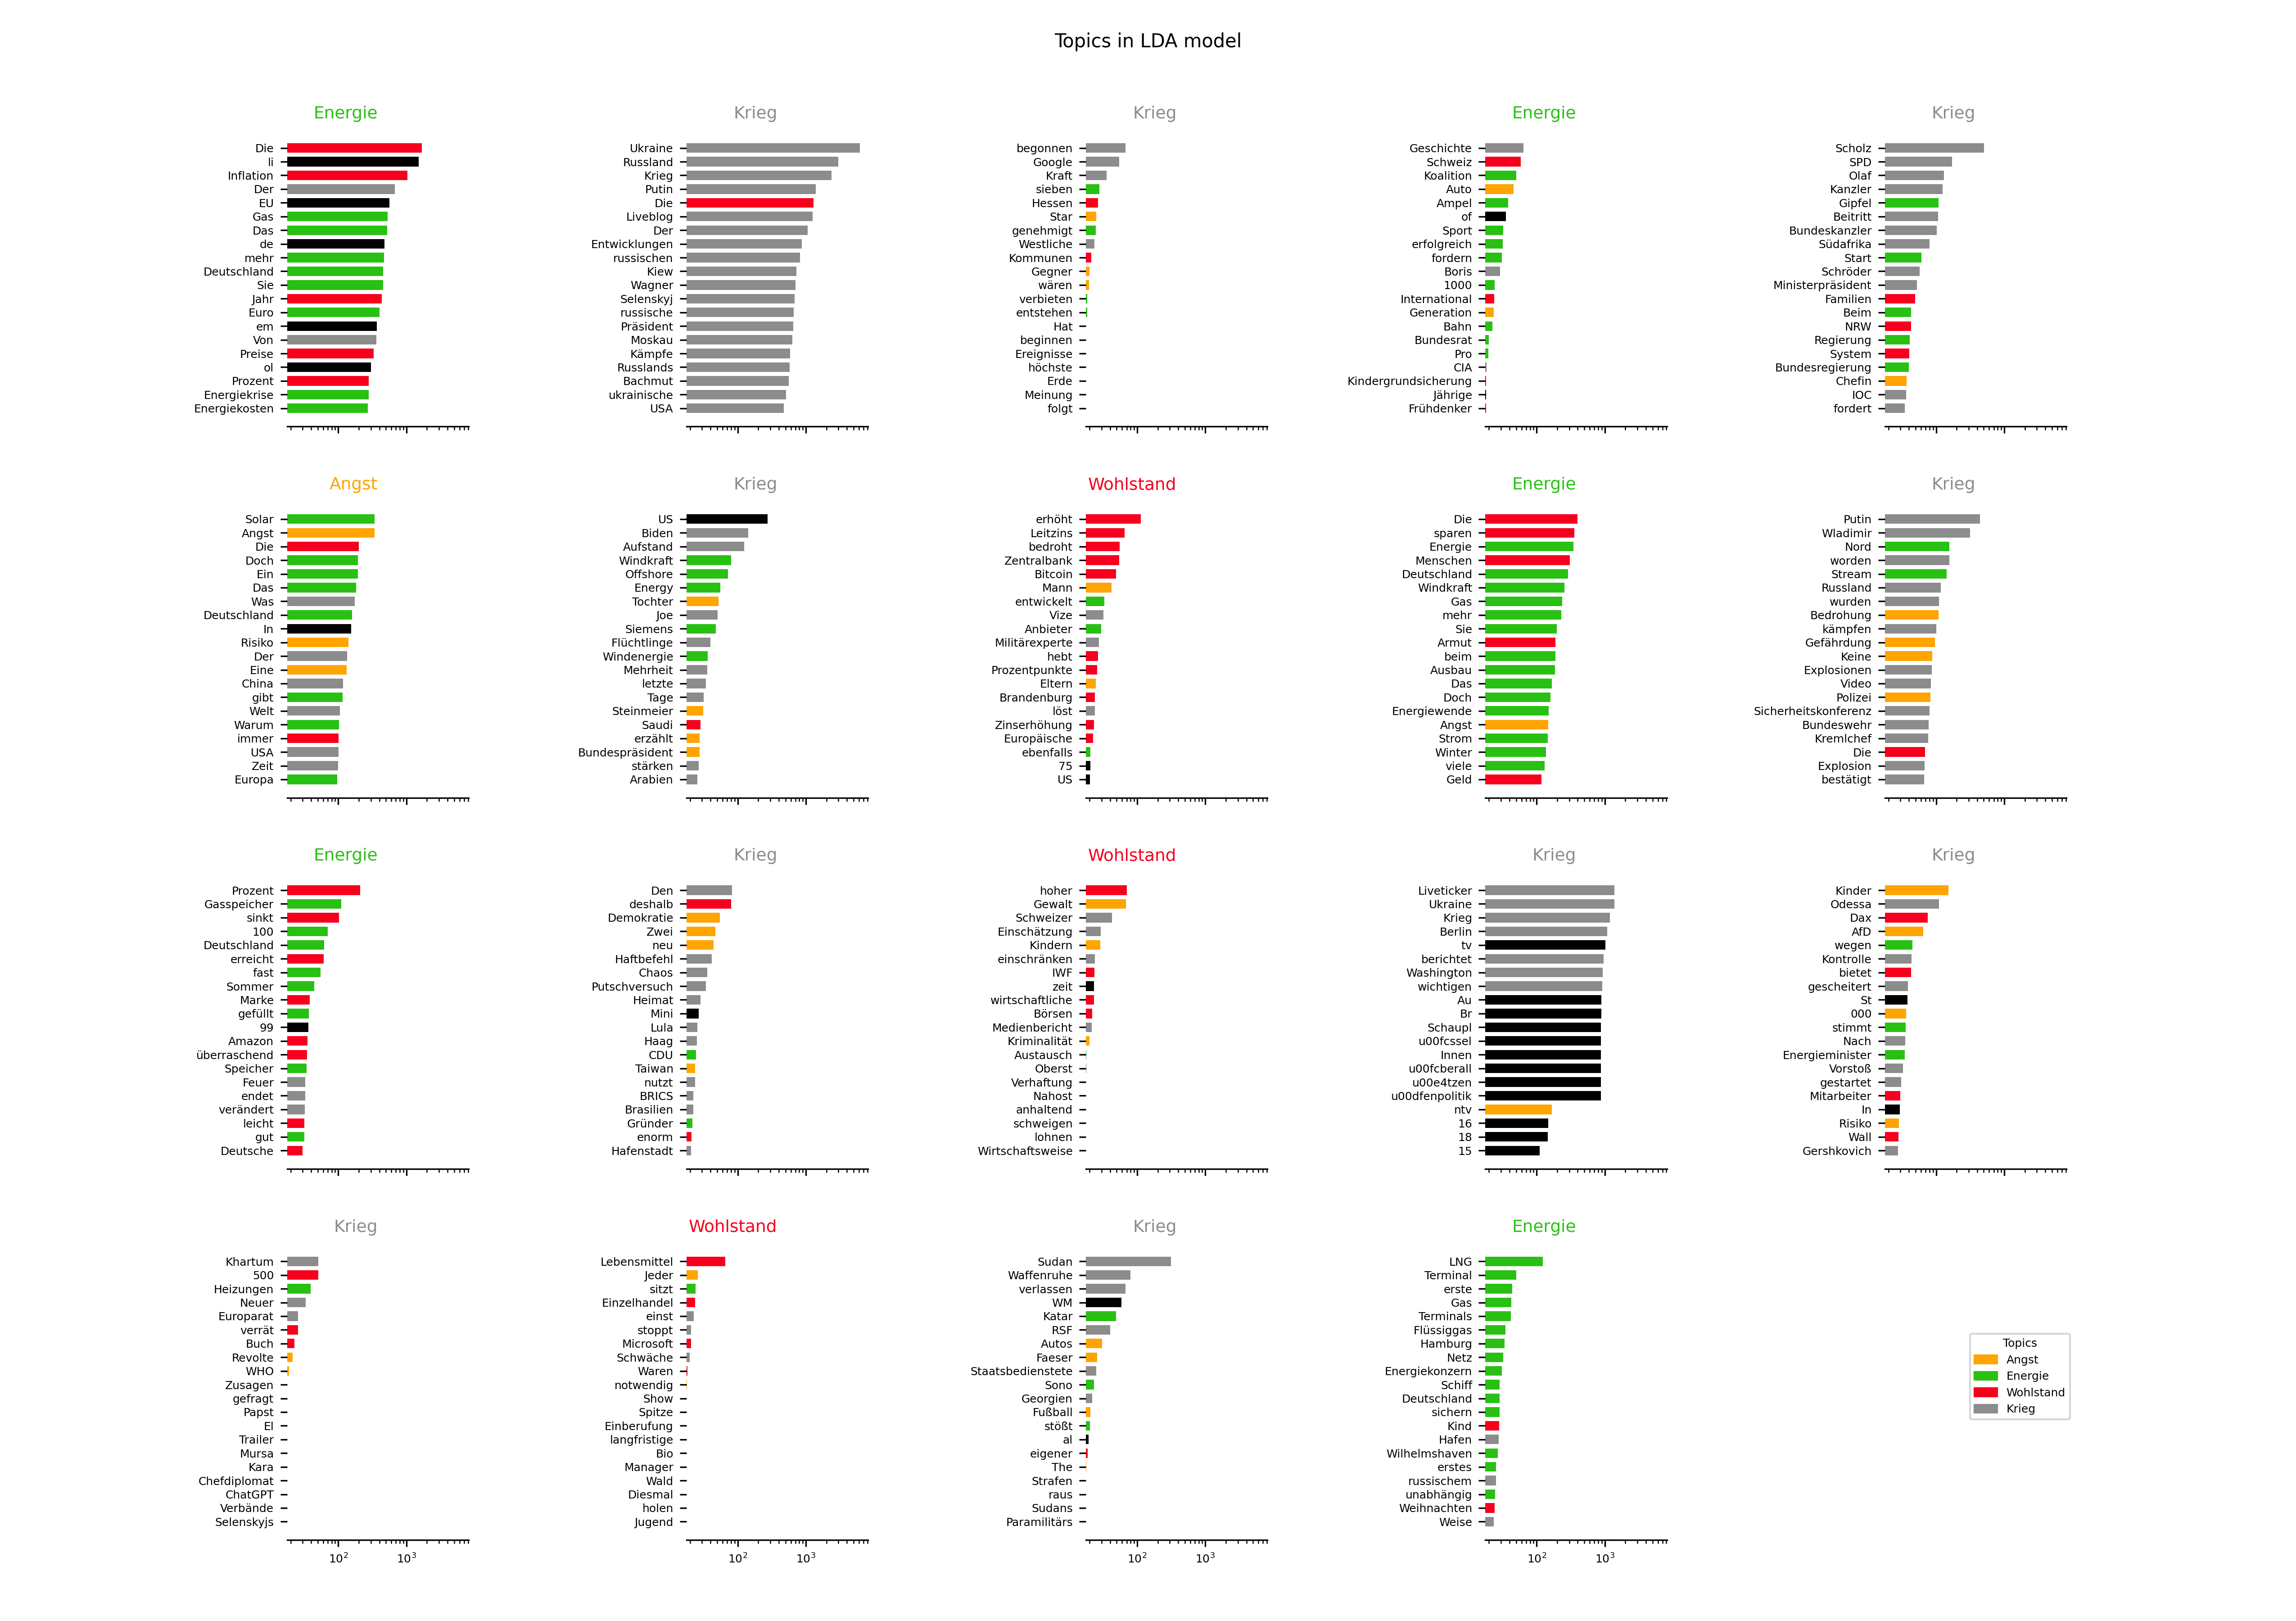 Topics in LDA model
Energie
Die
li
Inflation
Der
EU
Gas
Das
de
mehr
Deutschland
Sie
Jahr
Euro
em
Von
Preise
ol
Prozent
Energiekrise
Energiekosten
Krieg
Ukraine
Russland
Krieg
Putin
Die
Liveblog
Der
Entwicklungen
russischen
Kiew
Wagner
Selenskyj
russische
Präsident
Moskau
Kämpfe
Russlands
Bachmut
ukrainische
USA
Krieg
begonnen
Google
Kraft
sieben
Hessen
Star
genehmigt
Westliche
Kommunen
Gegner
wären
verbieten
entstehen
Hat
beginnen
Ereignisse
höchste
Erde
Meinung
folgt
Energie
Geschichte
Schweiz
Koalition
Auto
Ampel
of
Sport
erfolgreich
fordern
Boris
1000
International
Generation
Bahn
Bundesrat
Pro
CIA
Kindergrundsicherung
Jährige
Frühdenker
Krieg
Scholz
SPD
Olaf
Kanzler
Gipfel
Beitritt
Bundeskanzler
Südafrika
Start
Schröder
Ministerpräsident
Familien
Beim
NRW
Regierung
System
Bundesregierung
Chefin
IOC
fordert
Angst
Solar
Angst
Die
Doch
Ein
Das
Was
Deutschland
In
Risiko
Der
Eine
China
gibt
Welt
Warum
immer
USA
Zeit
Europa
Krieg
US
Biden
Aufstand
Windkraft
Offshore
Energy
Tochter
Joe
Siemens
Flüchtlinge
Windenergie
Mehrheit
letzte
Tage
Steinmeier
Saudi
erzählt
Bundespräsident
stärken
Arabien
Wohlstand
erhöht
Leitzins
bedroht
Zentralbank
Bitcoin
Mann
entwickelt
Vize
Anbieter
Militärexperte
hebt
Prozentpunkte
Eltern
Brandenburg
löst
Zinserhöhung
Europäische
ebenfalls
75
US
Energie
Die
sparen
Energie
Menschen
Deutschland
Windkraft
Gas
mehr
Sie
Armut
beim
Ausbau
Das
Doch
Energiewende
Angst
Strom
Winter
viele
Geld
Krieg
Putin
Wladimir
Nord
worden
Stream
Russland
wurden
Bedrohung
kämpfen
Gefährdung
Keine
Explosionen
Video
Polizei
Sicherheitskonferenz
Bundeswehr
Kremlchef
Die
Explosion
bestätigt
Energie
Prozent
Gasspeicher
sinkt
100
Deutschland
erreicht
fast
Sommer
Marke
gefüllt
99
Amazon
überraschend
Speicher
Feuer
endet
verändert
leicht
gut
Deutsche
Krieg
Den
deshalb
Demokratie
Zwei
neu
Haftbefehl
Chaos
Putschversuch
Heimat
Mini
Lula
Haag
CDU
Taiwan
nutzt
BRICS
Brasilien
Gründer
enorm
Hafenstadt
Wohlstand
hoher
Gewalt
Schweizer
Einschätzung
Kindern
einschränken
IWF
zeit
wirtschaftliche
Börsen
Medienbericht
Kriminalität
Austausch
Oberst
Verhaftung
Nahost
anhaltend
schweigen
lohnen
Wirtschaftsweise
Krieg
Liveticker
Ukraine
Krieg
Berlin
tv
berichtet
Washington
wichtigen
Au
Br
Schaupl
u00fcssel
Innen
u00fcberall
u00e4tzen
u00dfenpolitik
ntv
16
18
15
Krieg
Kinder
Odessa
Dax
AfD
wegen
Kontrolle
bietet
gescheitert
St
000
stimmt
Nach
Energieminister
Vorstoß
gestartet
Mitarbeiter
In
Risiko
Wall
Gershkovich
Krieg
Khartum
500
Heizungen
Neuer
Europarat
verrät
Buch
Revolte
WHO
Zusagen
gefragt
Papst
El
Trailer
Mursa
Kara
Chefdiplomat
ChatGPT
Verbände
Selenskyjs
10² 10³
Wohlstand
Lebensmittel
Jeder
sitzt
Einzelhandel
einst
stoppt
Microsoft
Schwäche
Waren
notwendig
Show
Spitze
Einberufung
langfristige
Bio
Manager
Wald
Diesmal
holen
Jugend
10² 10³
Krieg
Sudan
Waffenruhe
verlassen
WM
Katar
RSF
Autos
Faeser
Staatsbedienstete
Sono
Georgien
Fußball
stößt
al
eigener
The
Strafen
raus
Sudans
Paramilitärs
10² 10³
Energie
LNG
Terminal
erste
Gas
Terminals
Flüssiggas
Hamburg
Netz
Energiekonzern
Schiff
Deutschland
sichern
Kind
Hafen
Wilhelmshaven
erstes
russischem
unabhängig
Weihnachten
Weise
10² 10³
Topics
Angst
Energie
Wohlstand
Krieg